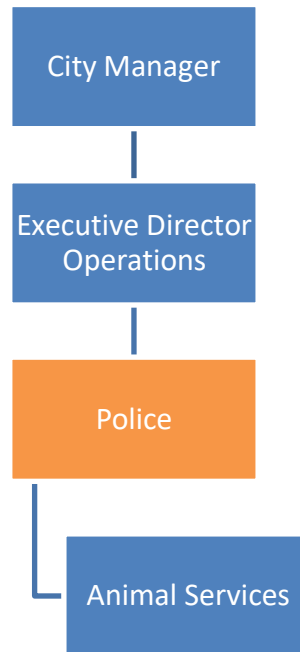 City Manager
Executive Director
Operations
Police
Animal Services